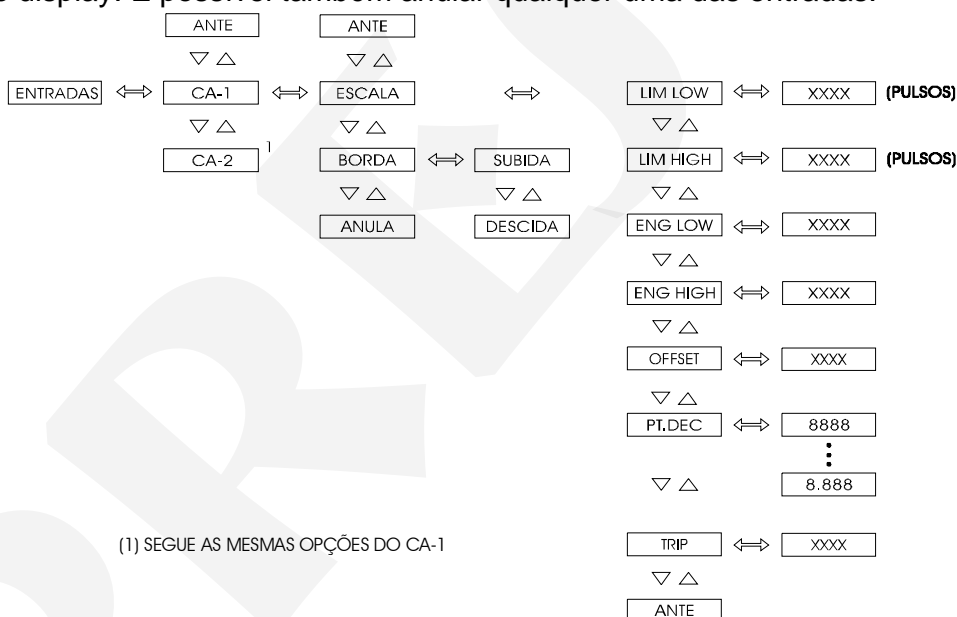 o display. É possível também anular qualquer uma das entradas.
ANTE ANTE
ENTRADAS CA-1 ESCALA LIM LOW XXXX (PULSOS)
CA-2 1 BORDA SUBIDA LIM HIGH XXXX (PULSOS)
ANULA DESCIDA ENG LOW XXXX
ENG HIGH XXXX
OFFSET XXXX
PT.DEC 8888
8.888
(1) SEGUE AS MESMAS OPÇÕES DO CA-1 TRIP XXXX
ANTE